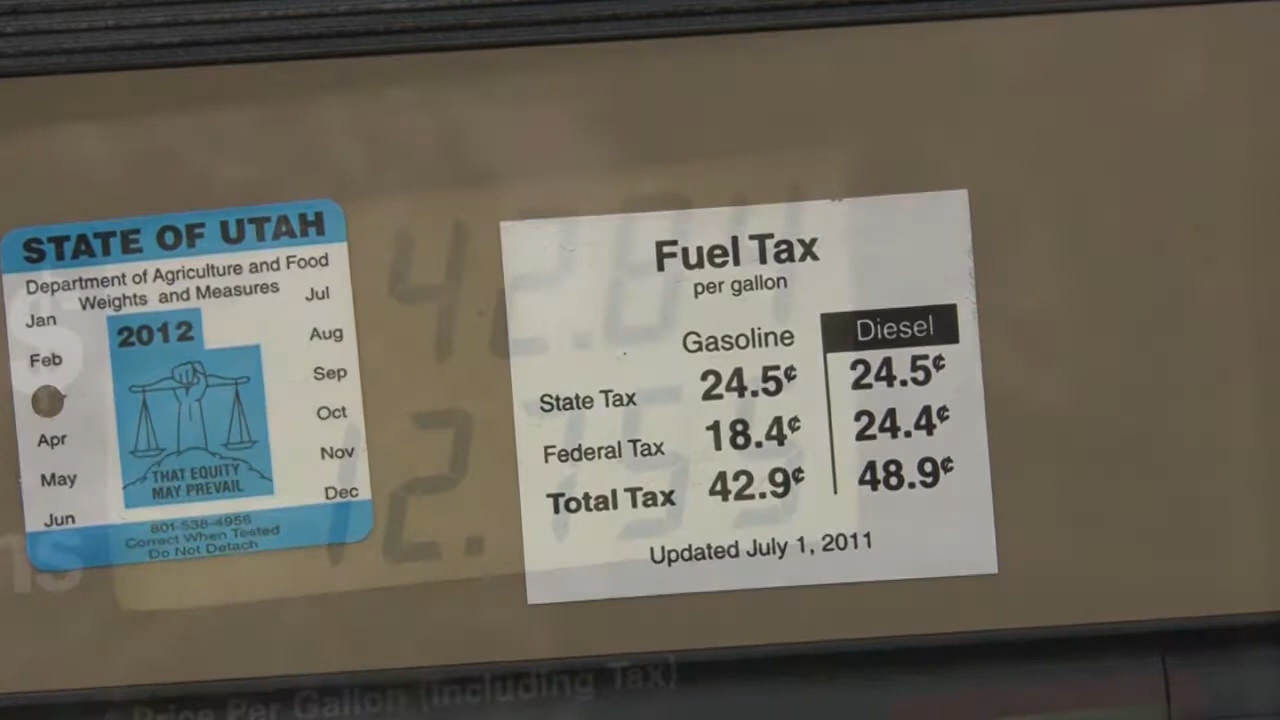 STATE OF UTAH
Department of Agriculture and Food
Weights and Measures
Jan
Feb
Apr
May
Jun
Jul
Aug
Sep
Oct
Nov
Dec
2012
THAT EQUITY
MAY PREVAIL
801-538-4956
Correct When Tested
Do Not Detach
Fuel Tax
per gallon
Gasoline Diesel
State Tax 24.5¢ 24.5¢
Federal Tax 18.4¢ 24.4¢
Total Tax 42.9¢ 48.9¢
Updated July 1, 2011
Price Per Gallon (Including Tax)